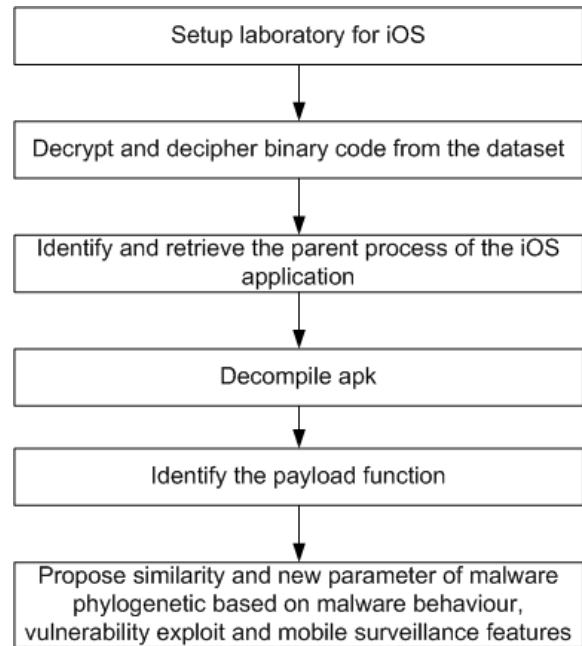 Setup laboratory for iOS
Decrypt and decipher binary code from the dataset
Identify and retrieve the parent process of the iOS
application
Decompile apk
Identify the payload function
Propose similarity and new parameter of malware
phylogenetic based on malware behaviour,
vulnerability exploit and mobile surveillance features